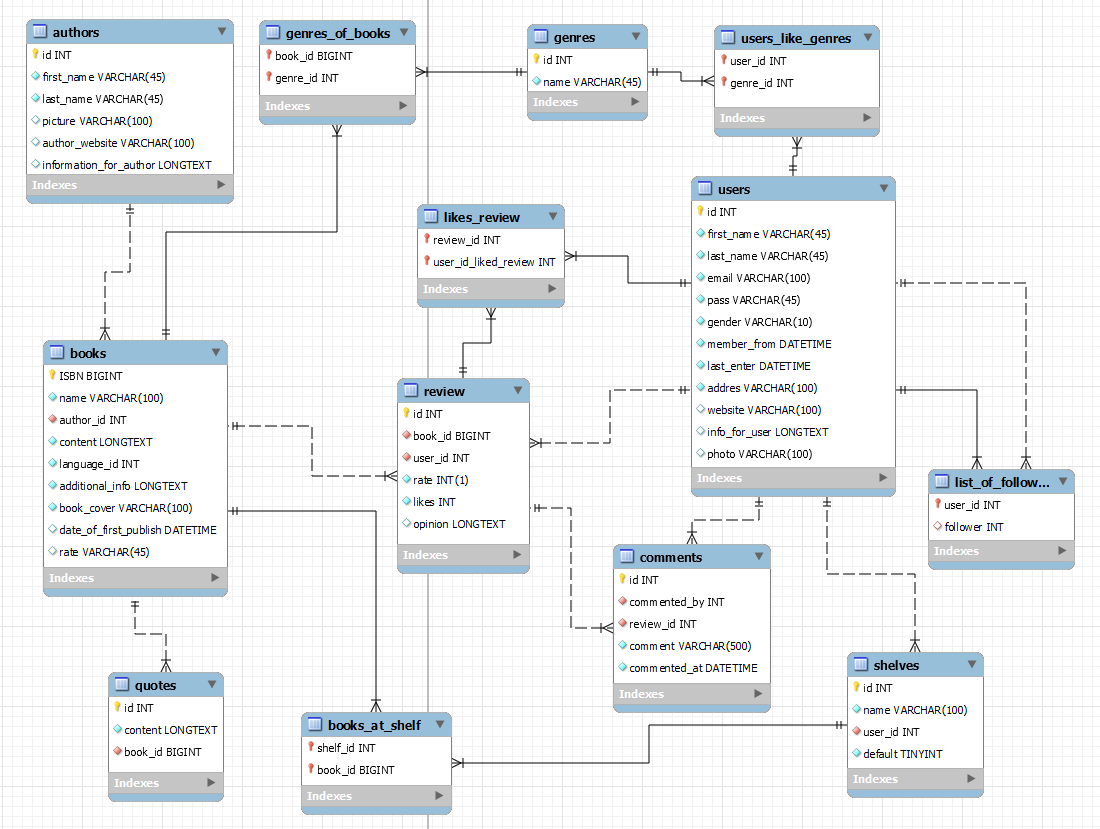 authors
id INT
first_name VARCHAR(45)
last_name VARCHAR(45)
picture VARCHAR(100)
author_website VARCHAR(100)
information_for_author LONGTEXT
Indexes
genres_of_books
book_id BIGINT
genre_id INT
Indexes
genres
id INT
name VARCHAR(45)
Indexes
users_like_genres
user_id INT
genre_id INT
Indexes
likes_review
review_id INT
user_id_liked_review INT
Indexes
users
id INT
first_name VARCHAR(45)
last_name VARCHAR(45)
email VARCHAR(100)
pass VARCHAR(45)
gender VARCHAR(10)
member_from DATETIME
last_enter DATETIME
addres VARCHAR(100)
website VARCHAR(100)
info_for_user LONGTEXT
photo VARCHAR(100)
Indexes
books
ISBN BIGINT
name VARCHAR(100)
author_id INT
content LONGTEXT
language_id INT
additional_info LONGTEXT
book_cover VARCHAR(100)
date_of_first_publish DATETIME
rate VARCHAR(45)
Indexes
review
id INT
book_id BIGINT
user_id INT
rate INT(1)
likes INT
opinion LONGTEXT
Indexes
list_of_follow...
user_id INT
follower INT
Indexes
comments
id INT
commented_by INT
review_id INT
comment VARCHAR(500)
commented_at DATETIME
Indexes
quotes
id INT
content LONGTEXT
book_id BIGINT
Indexes
books_at_shelf
shelf_id INT
book_id BIGINT
Indexes
shelves
id INT
name VARCHAR(100)
user_id INT
default TINYINT
Indexes